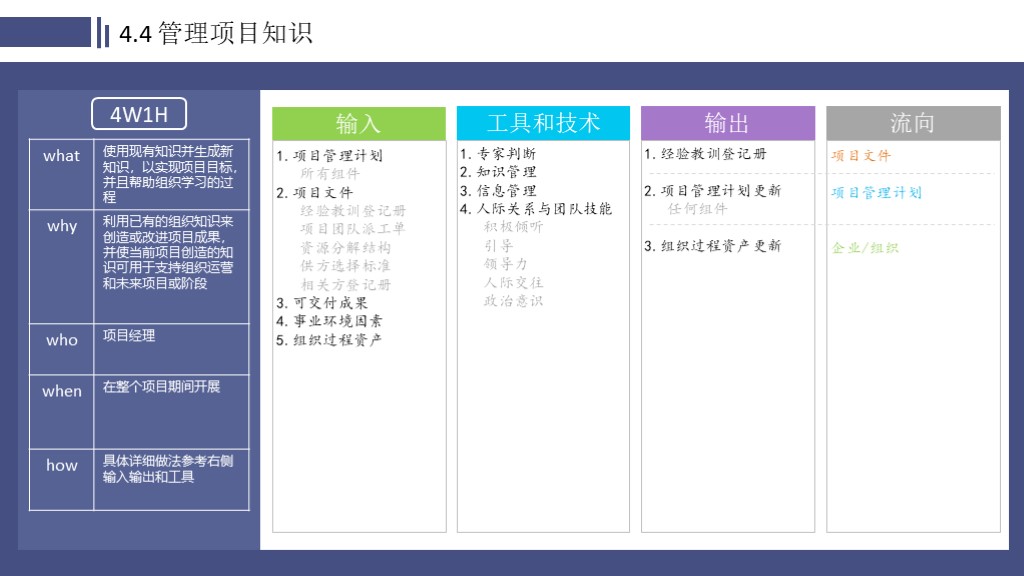 4.4 管理项目知识
4W1H
what
使用现有知识并生成新
知识，以实现项目目标，
并且帮助组织学习的过
程
why
利用已有的组织知识来
创造或改进项目成果，
并使当前项目创造的知
识可用于支持组织运营
和未来项目或阶段
who
项目经理
when
在整个项目期间开展
how
具体详细做法参考右侧
输入输出和工具
输入
1. 项目管理计划
所有组件
2. 项目文件
经验教训登记册
项目团队派工单
资源分解结构
供方选择标准
相关方登记册
3. 可交付成果
4. 事业环境因素
5. 组织过程资产
工具和技术
1. 专家判断
2. 知识管理
3. 信息管理
4. 人际关系与团队技能
积极倾听
引导
领导力
人际交往
政治意识
输出
1. 经验教训登记册
2. 项目管理计划更新
任何组件
3. 组织过程资产更新
流向
项目文件
项目管理计划
企业/组织